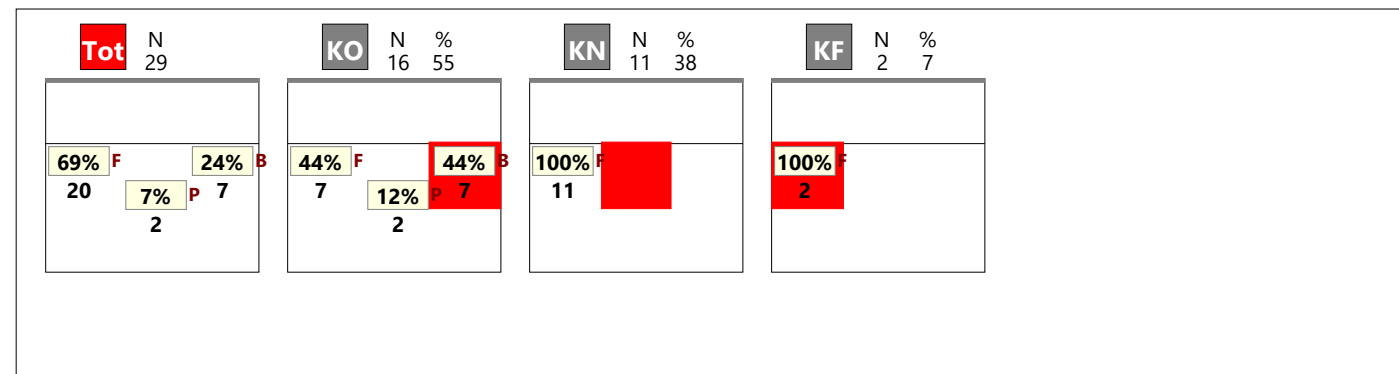 Tot N 29
KO N % 16 55
KN N % 11 38
KF N % 2 7
69% F 24% B
20 7% P 7
2
44% F 44% B
7 12% P 7
2
100% F
11
100% F
2